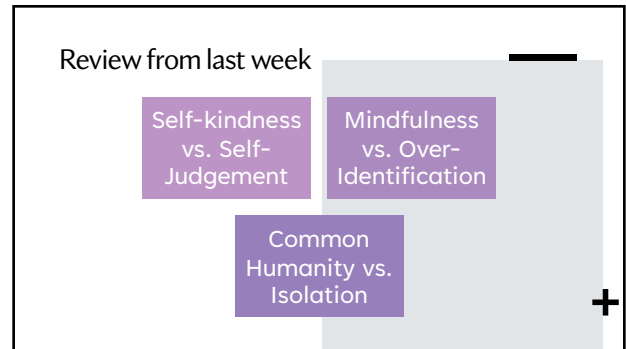 Review from last week
Self-kindness
vs. Self-
Judgement
Mindfulness
vs. Over-
Identification
Common
Humanity vs.
Isolation